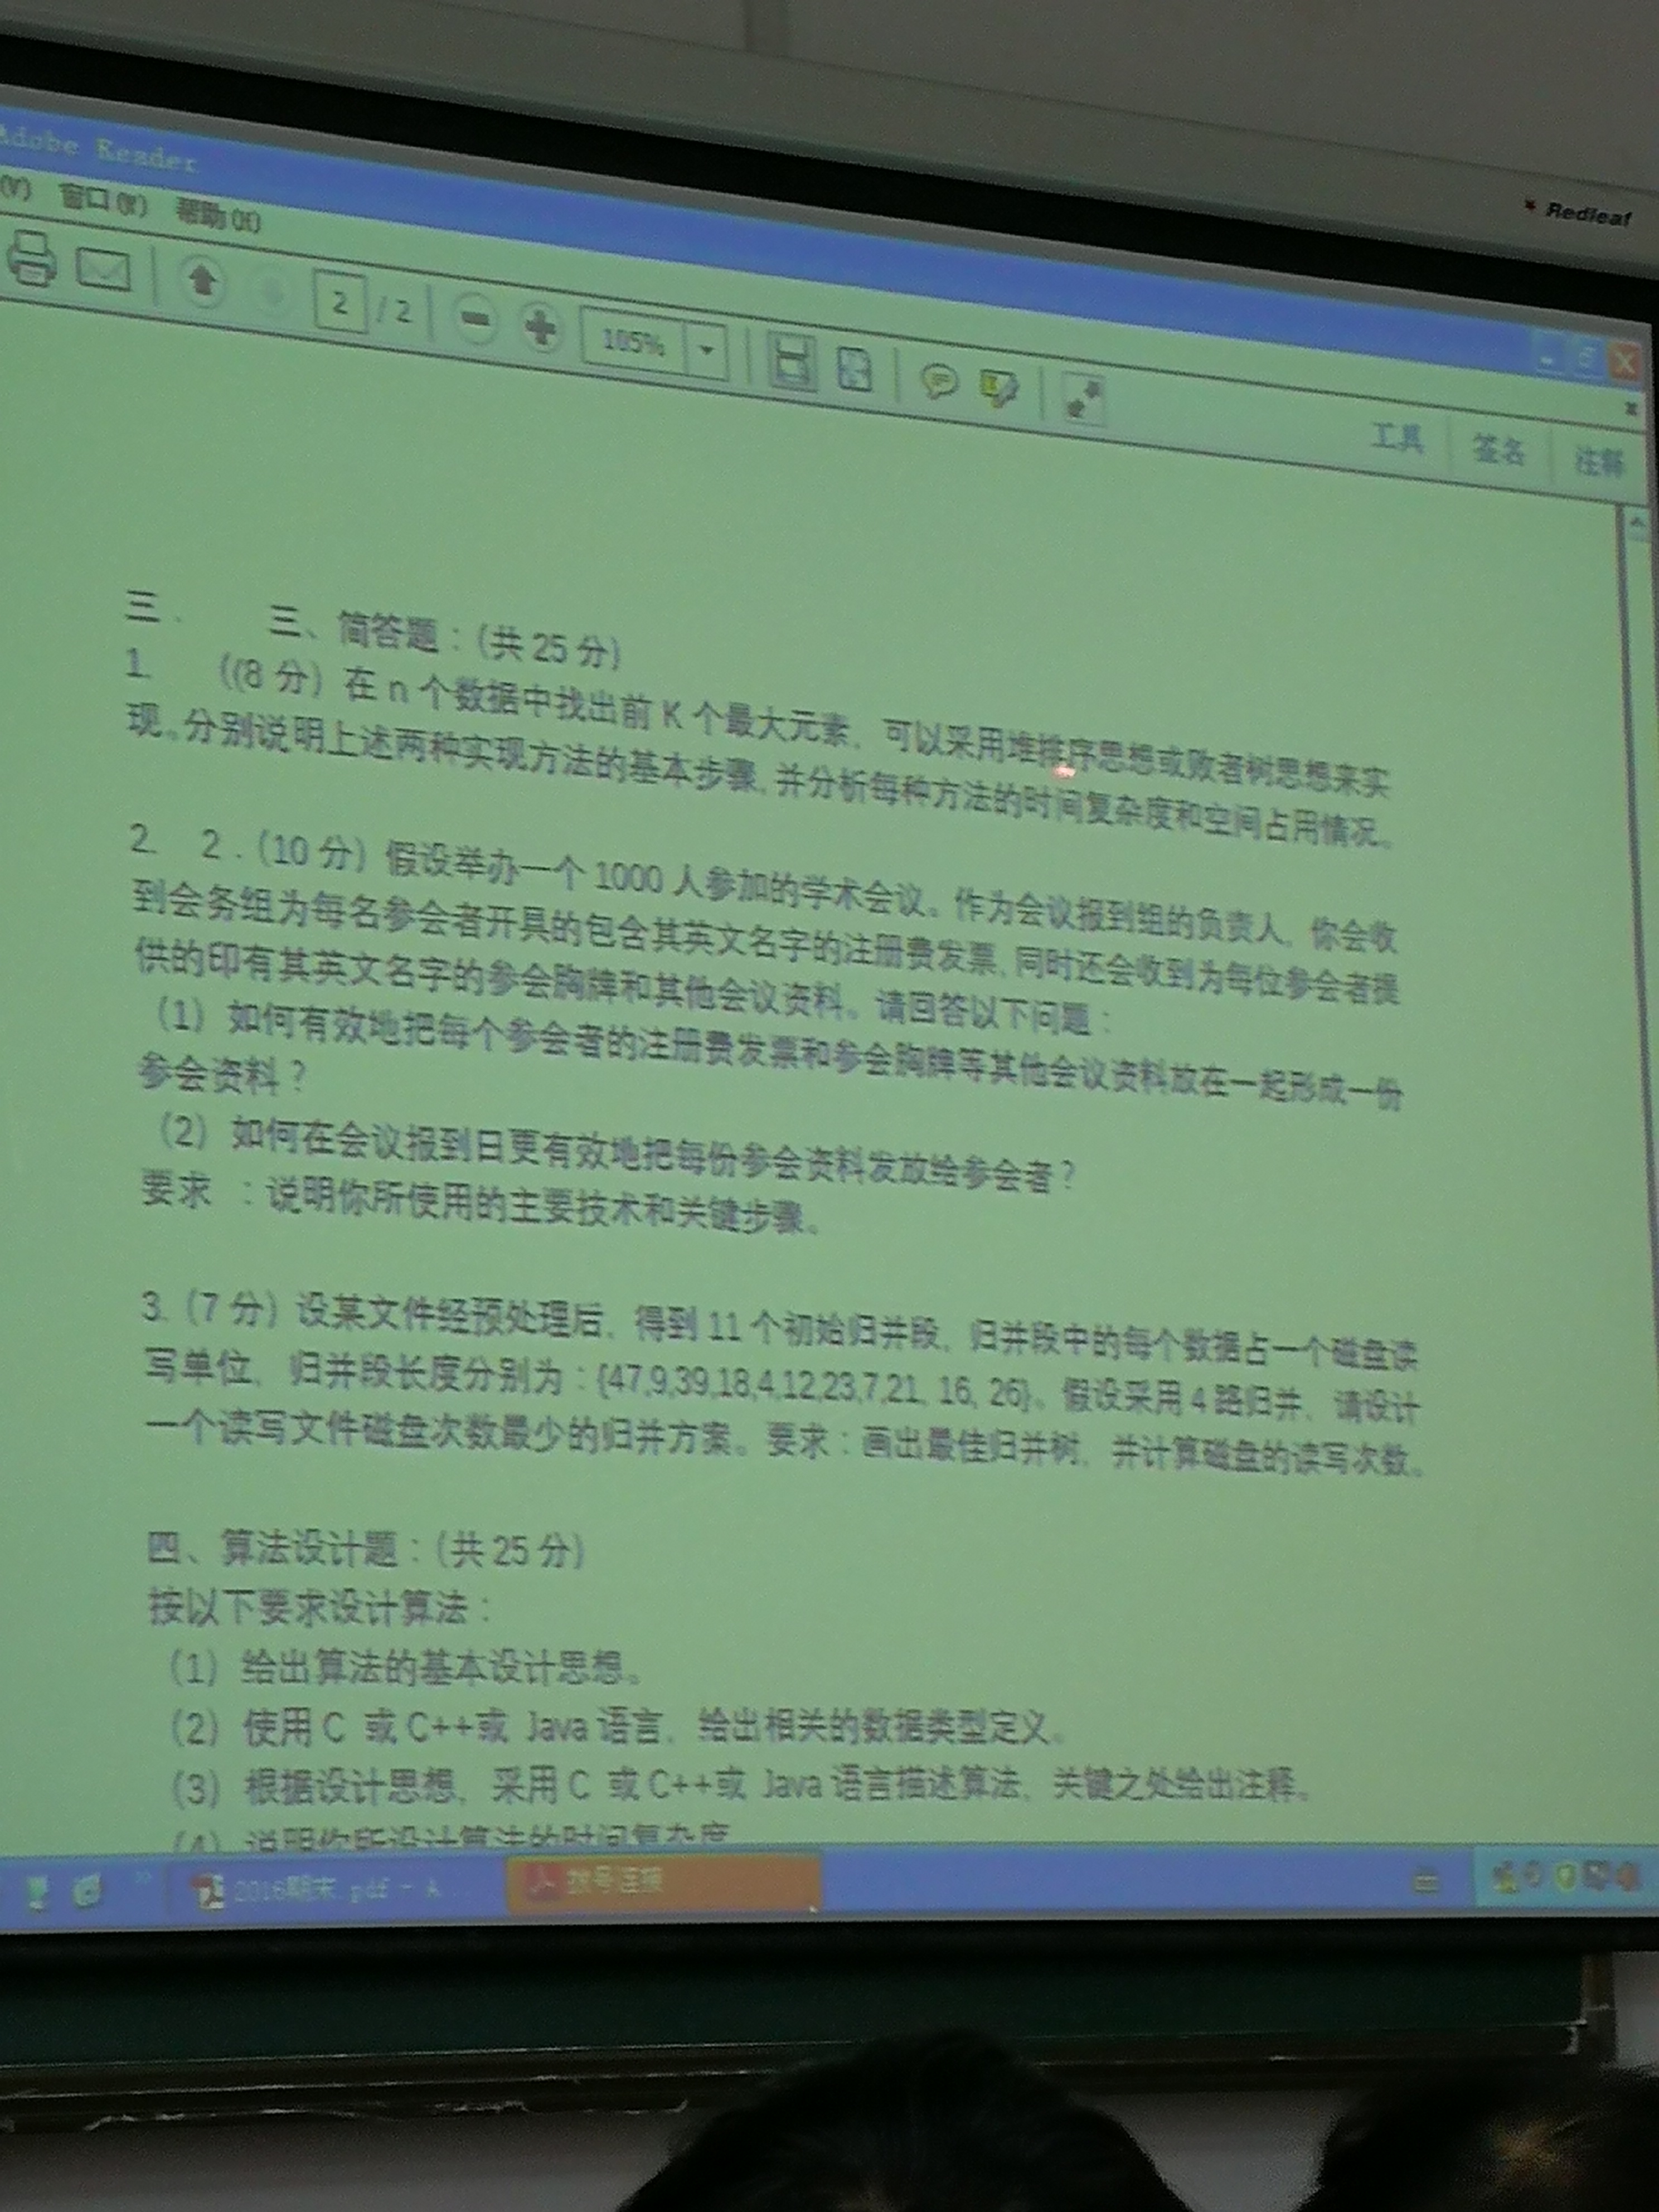 Adobe Reader
Redleaf
(V) 窗口(W) 帮助(H)
2 / 2
105%
工具 签名 注释
三. 三、简答题：(共 25 分)
1. ((8 分) 在 n 个数据中找出前 K 个最大元素，可以采用堆排序思想或败者树思想来实
现。分别说明上述两种实现方法的基本步骤，并分析每种方法的时间复杂度和空间占用情况。
2. 2.(10 分) 假设举办一个 1000 人参加的学术会议。作为会议报到组的负责人，你会收
到会务组为每名参会者开具的包含其英文名字的注册费发票，同时还会收到为每位参会者提
供的印有其英文名字的参会胸牌和其他会议资料。请回答以下问题：
(1) 如何有效地把每个参会者的注册费发票和参会胸牌等其他会议资料放在一起形成一份
参会资料？
(2) 如何在会议报到日更有效地把每份参会资料发放给参会者？
要求 ：说明你所使用的主要技术和关键步骤。
3. (7 分) 设某文件经预处理后，得到 11 个初始归并段，归并段中的每个数据占一个磁盘读
写单位，归并段长度分别为：{47,9,39,18,4,12,23,7,21, 16, 26}。假设采用 4 路归并，请设计
一个读写文件磁盘次数最少的归并方案。要求：画出最佳归并树，并计算磁盘的读写次数。
四、算法设计题：(共 25 分)
按以下要求设计算法：
(1) 给出算法的基本设计思想。
(2) 使用 C 或 C++或 Java 语言，给出相关的数据类型定义。
(3) 根据设计思想，采用 C 或 C++或 Java 语言描述算法，关键之处给出注释。
(4) 说明你所设计算法的时间复杂度
2016期末.pdf - A...
拨号连接